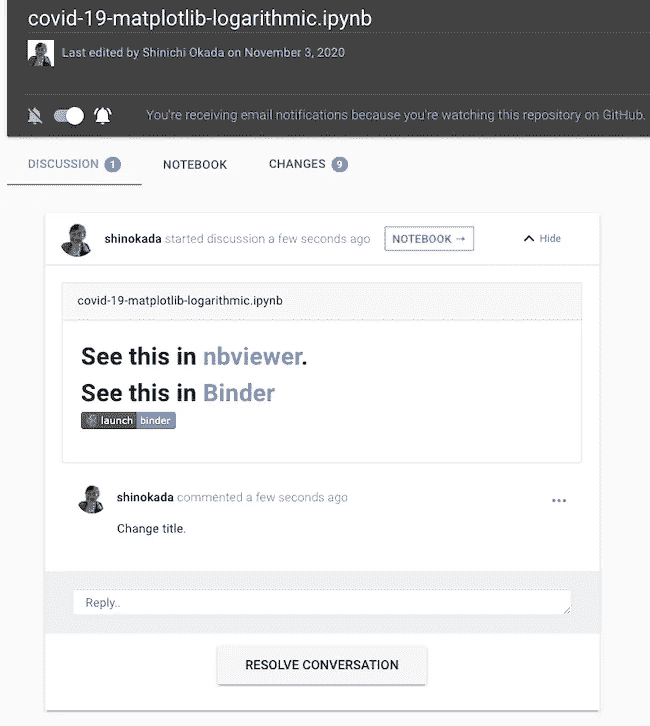 covid-19-matplotlib-logarithmic.ipynb
Last edited by Shinichi Okada on November 3, 2020
You're receiving email notifications because you're watching this repository on GitHub.
DISCUSSION 1 NOTEBOOK CHANGES 9
shinokada started discussion a few seconds ago NOTEBOOK → Hide
covid-19-matplotlib-logarithmic.ipynb
See this in nbviewer.
See this in Binder
launch binder
shinokada commented a few seconds ago ...
Change title.
Reply..
RESOLVE CONVERSATION